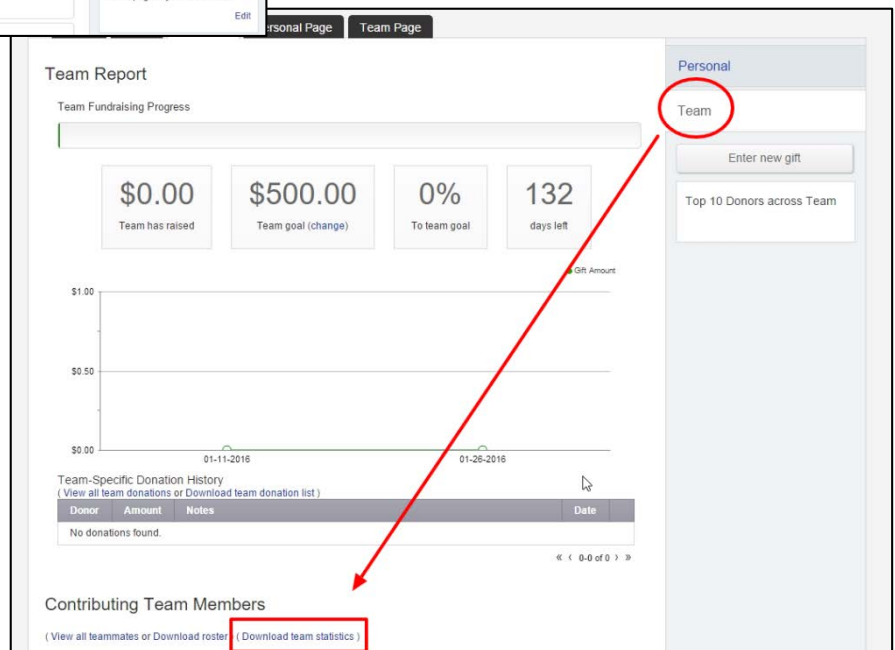 Edit
ersonal Page Team Page
Team Report
Personal
Team Fundraising Progress
Team
Enter new gift
$0.00 $500.00 0% 132
Team has raised Team goal (change) To team goal days left
Top 10 Donors across Team
Gift Amount
$1.00
$0.50
$0.00
01-11-2016 01-26-2016
Team-Specific Donation History
( View all team donations or Download team donation list )
Donor Amount Notes Date
No donations found.
« ‹ 0-0 of 0 › »
Contributing Team Members
( View all teammates or Download roster ) ( Download team statistics )